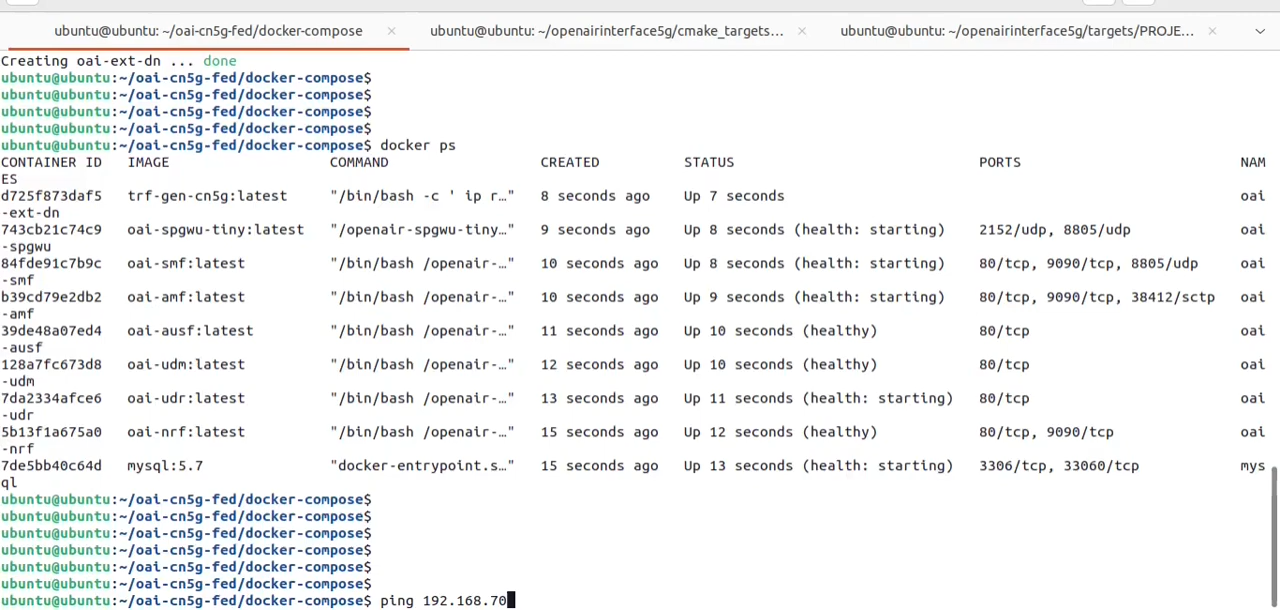 ubuntu@ubuntu: ~/oai-cn5g-fed/docker-compose × ubuntu@ubuntu: ~/openairinterface5g/cmake_targets... × ubuntu@ubuntu: ~/openairinterface5g/targets/PROJE... ×
Creating oai-ext-dn ... done
ubuntu@ubuntu:~/oai-cn5g-fed/docker-compose$
ubuntu@ubuntu:~/oai-cn5g-fed/docker-compose$
ubuntu@ubuntu:~/oai-cn5g-fed/docker-compose$
ubuntu@ubuntu:~/oai-cn5g-fed/docker-compose$
ubuntu@ubuntu:~/oai-cn5g-fed/docker-compose$ docker ps
CONTAINER ID   IMAGE                   COMMAND                  CREATED          STATUS                             PORTS                          NAM
ES
d725f873daf5   trf-gen-cn5g:latest     "/bin/bash -c ' ip r…"   8 seconds ago    Up 7 seconds                                                      oai
-ext-dn
743cb21c74c9   oai-spgwu-tiny:latest   "/openair-spgwu-tiny…"   9 seconds ago    Up 8 seconds (health: starting)    2152/udp, 8805/udp             oai
-spgwu
84fde91c7b9c   oai-smf:latest          "/bin/bash /openair-…"   10 seconds ago   Up 8 seconds (health: starting)    80/tcp, 9090/tcp, 8805/udp     oai
-smf
b39cd79e2db2   oai-amf:latest          "/bin/bash /openair-…"   10 seconds ago   Up 9 seconds (health: starting)    80/tcp, 9090/tcp, 38412/sctp   oai
-amf
39de48a07ed4   oai-ausf:latest         "/bin/bash /openair-…"   11 seconds ago   Up 10 seconds (healthy)            80/tcp                         oai
-ausf
128a7fc673d8   oai-udm:latest          "/bin/bash /openair-…"   12 seconds ago   Up 10 seconds (healthy)            80/tcp                         oai
-udm
7da2334afce6   oai-udr:latest          "/bin/bash /openair-…"   13 seconds ago   Up 11 seconds (health: starting)   80/tcp                         oai
-udr
5b13f1a675a0   oai-nrf:latest          "/bin/bash /openair-…"   15 seconds ago   Up 12 seconds (healthy)            80/tcp, 9090/tcp               oai
-nrf
7de5bb40c64d   mysql:5.7               "docker-entrypoint.s…"   15 seconds ago   Up 13 seconds (health: starting)   3306/tcp, 33060/tcp            mys
ql
ubuntu@ubuntu:~/oai-cn5g-fed/docker-compose$
ubuntu@ubuntu:~/oai-cn5g-fed/docker-compose$
ubuntu@ubuntu:~/oai-cn5g-fed/docker-compose$
ubuntu@ubuntu:~/oai-cn5g-fed/docker-compose$
ubuntu@ubuntu:~/oai-cn5g-fed/docker-compose$
ubuntu@ubuntu:~/oai-cn5g-fed/docker-compose$
ubuntu@ubuntu:~/oai-cn5g-fed/docker-compose$ ping 192.168.70